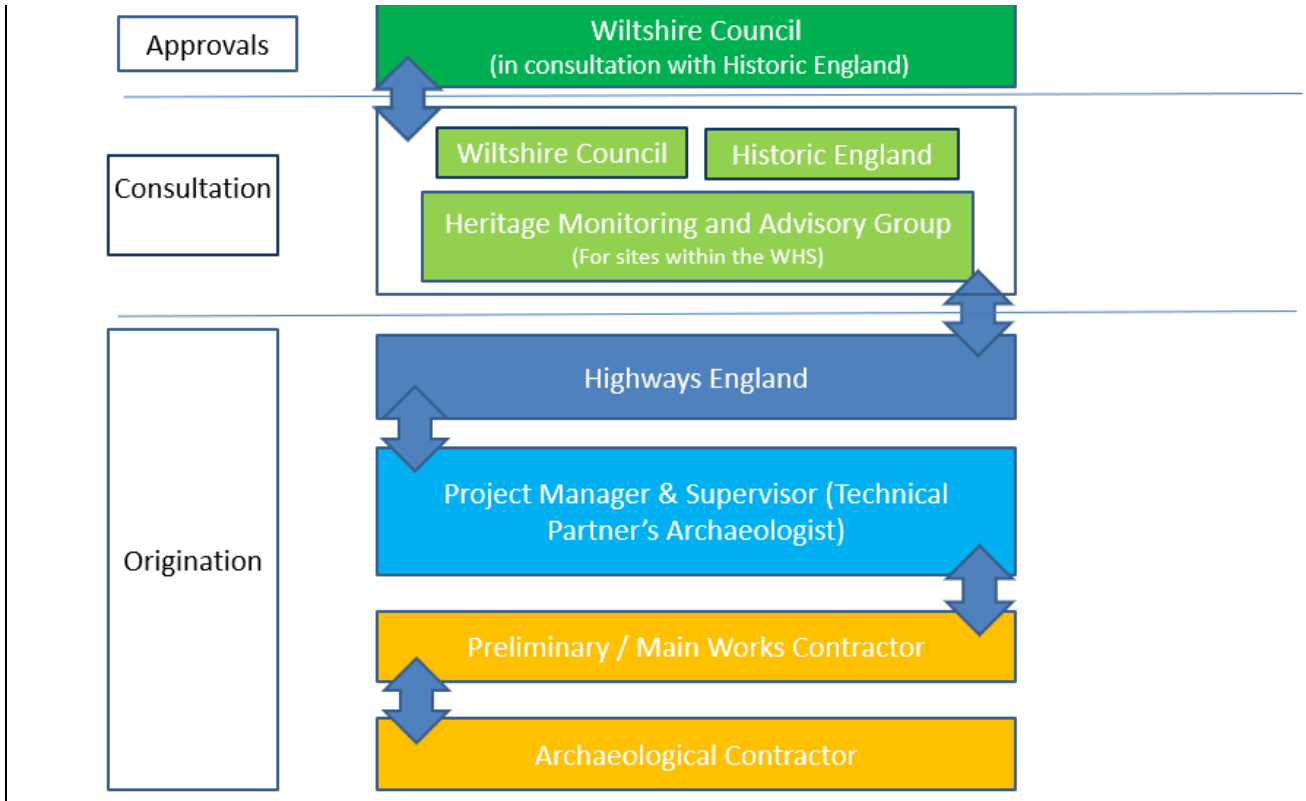 Approvals
Wiltshire Council
(in consultation with Historic England)
Consultation
Wiltshire Council
Historic England
Heritage Monitoring and Advisory Group
(For sites within the WHS)
Origination
Highways England
Project Manager & Supervisor (Technical
Partner’s Archaeologist)
Preliminary / Main Works Contractor
Archaeological Contractor